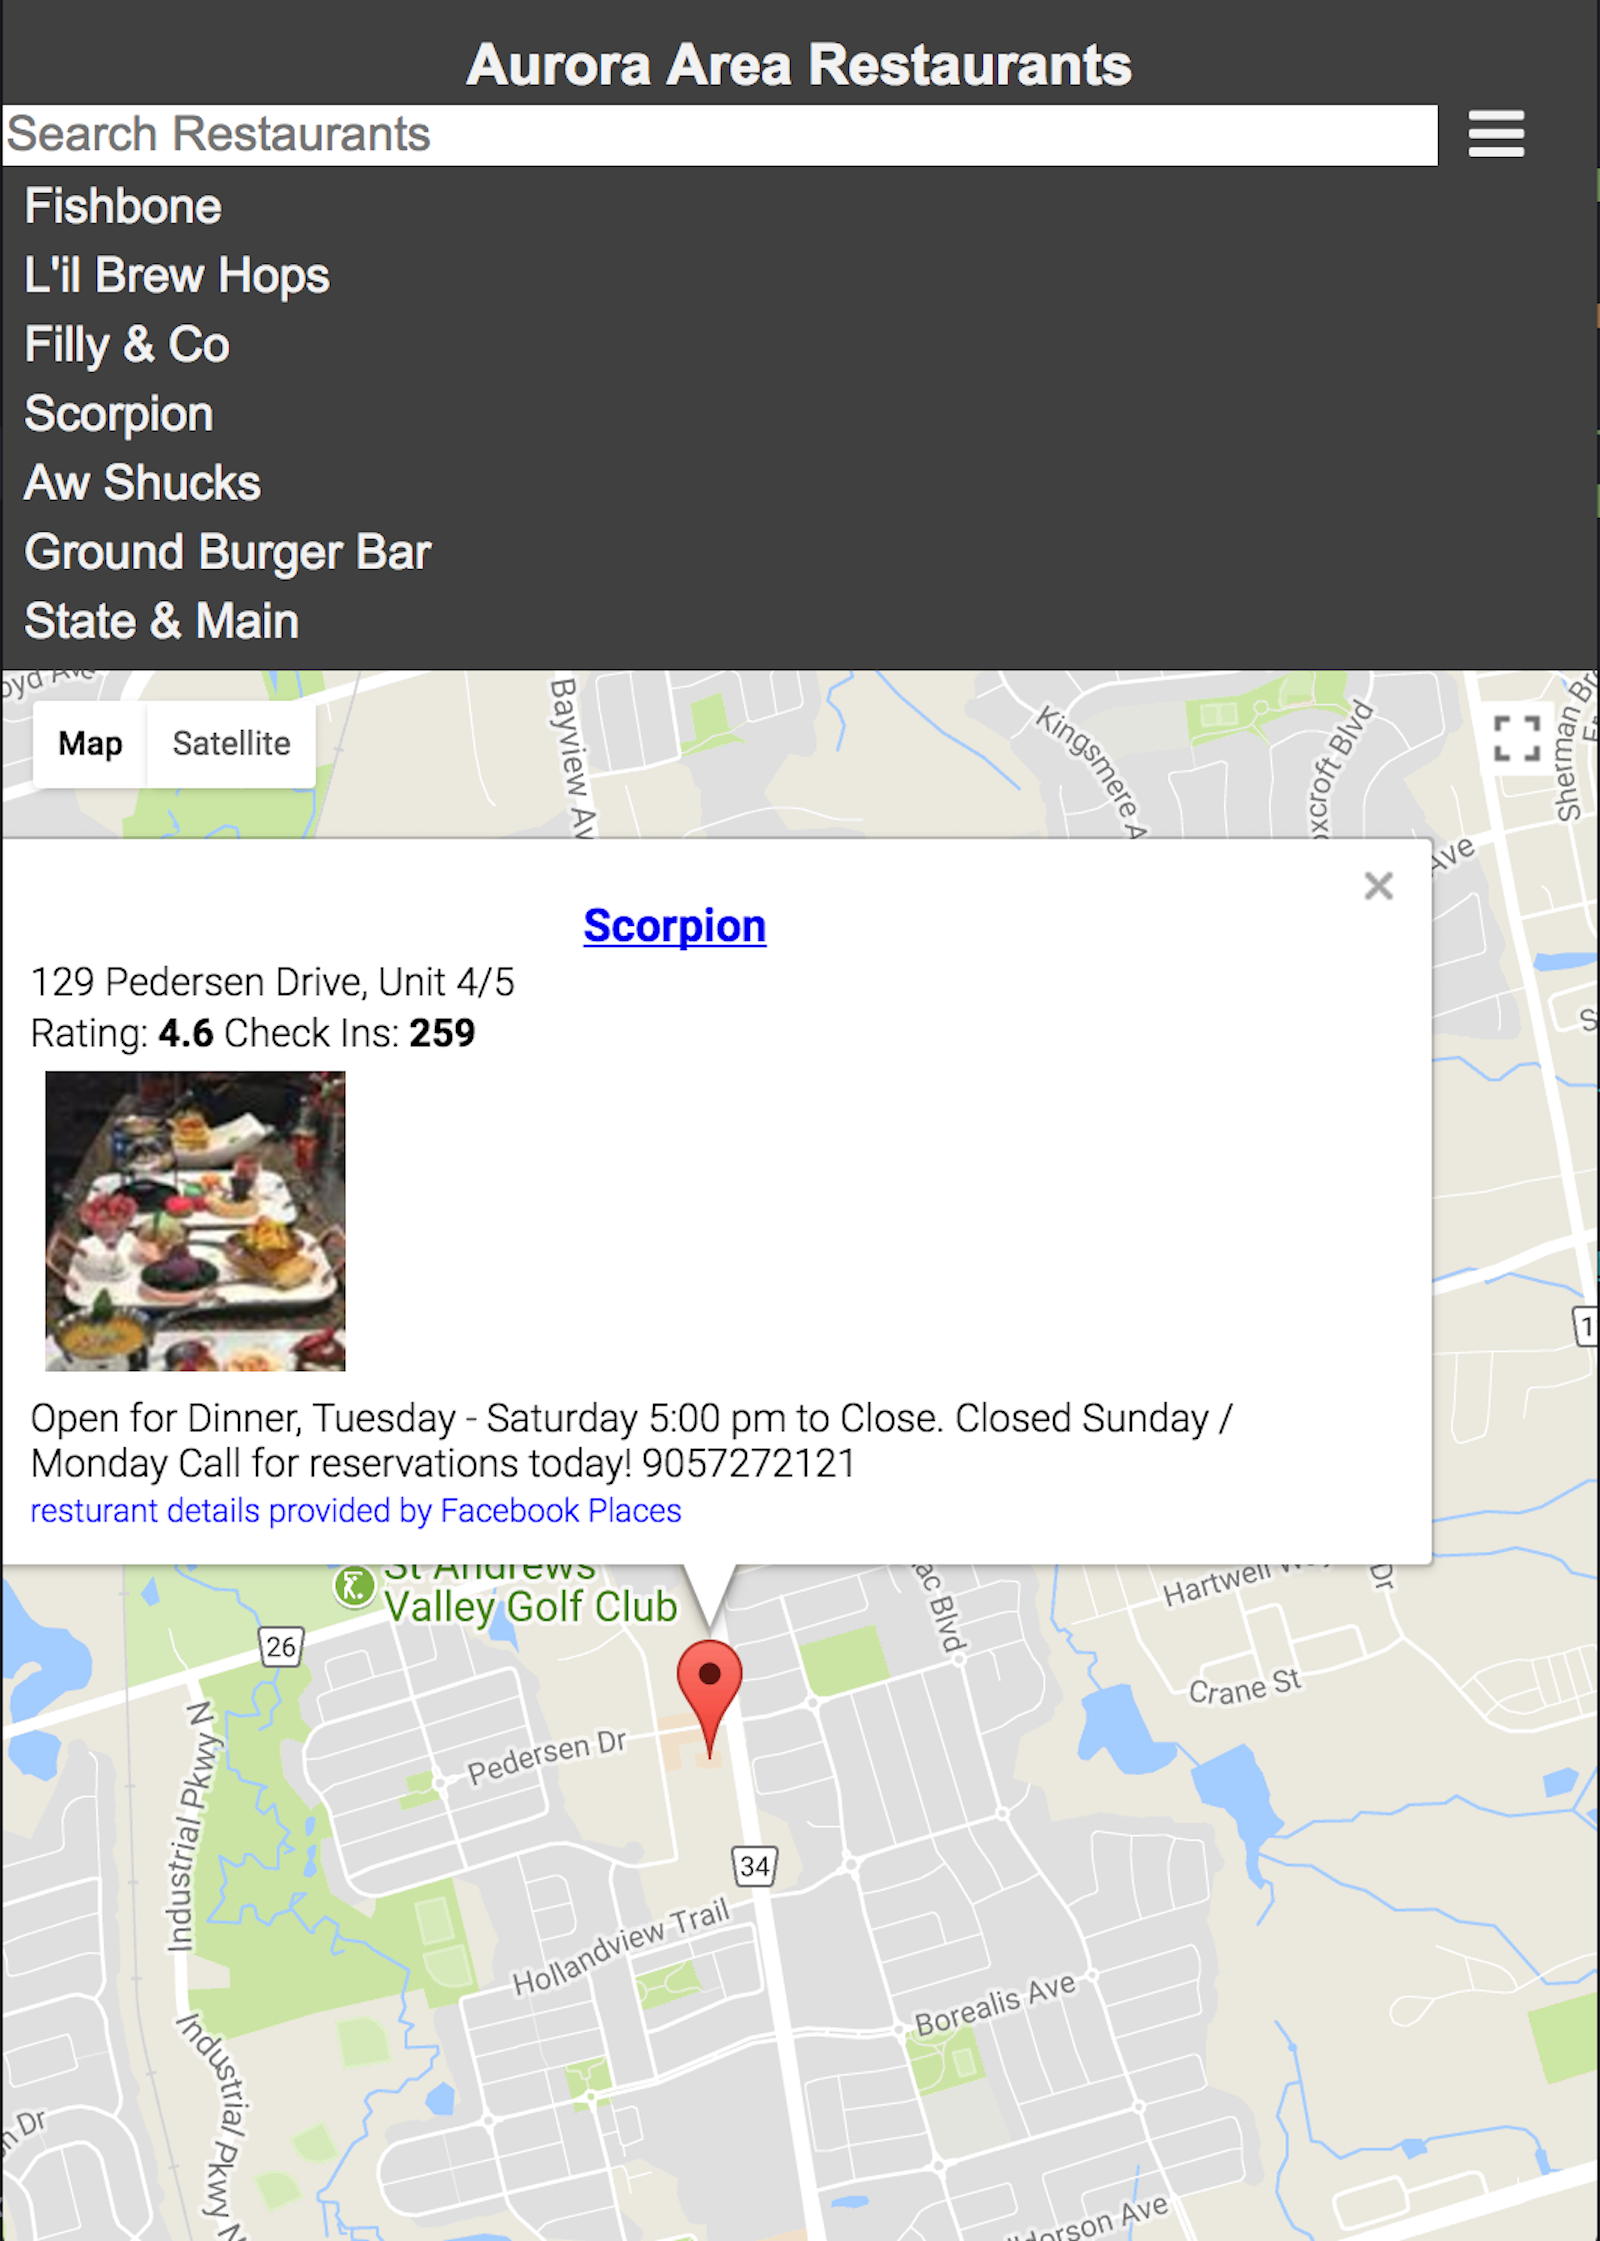 Aurora Area Restaurants
Search Restaurants
Fishbone
L'il Brew Hops
Filly & Co
Scorpion
Aw Shucks
Ground Burger Bar
State & Main
Map
Satellite
Bayview Av
Kingsmere A
oxcroft Blvd
Sherman Br
Ave
Scorpion
129 Pedersen Drive, Unit 4/5
Rating: 4.6 Check Ins: 259
Open for Dinner, Tuesday - Saturday 5:00 pm to Close. Closed Sunday /
Monday Call for reservations today! 9057272121
resturant details provided by Facebook Places
St Andrews
Valley Golf Club
26
ac Blvd
Hartwell
Dr
Crane St
Pedersen Dr
Industrial Pkwy N
34
Hollandview Trail
Borealis Ave
Industrial Pkwy N
n Dr
derson Ave